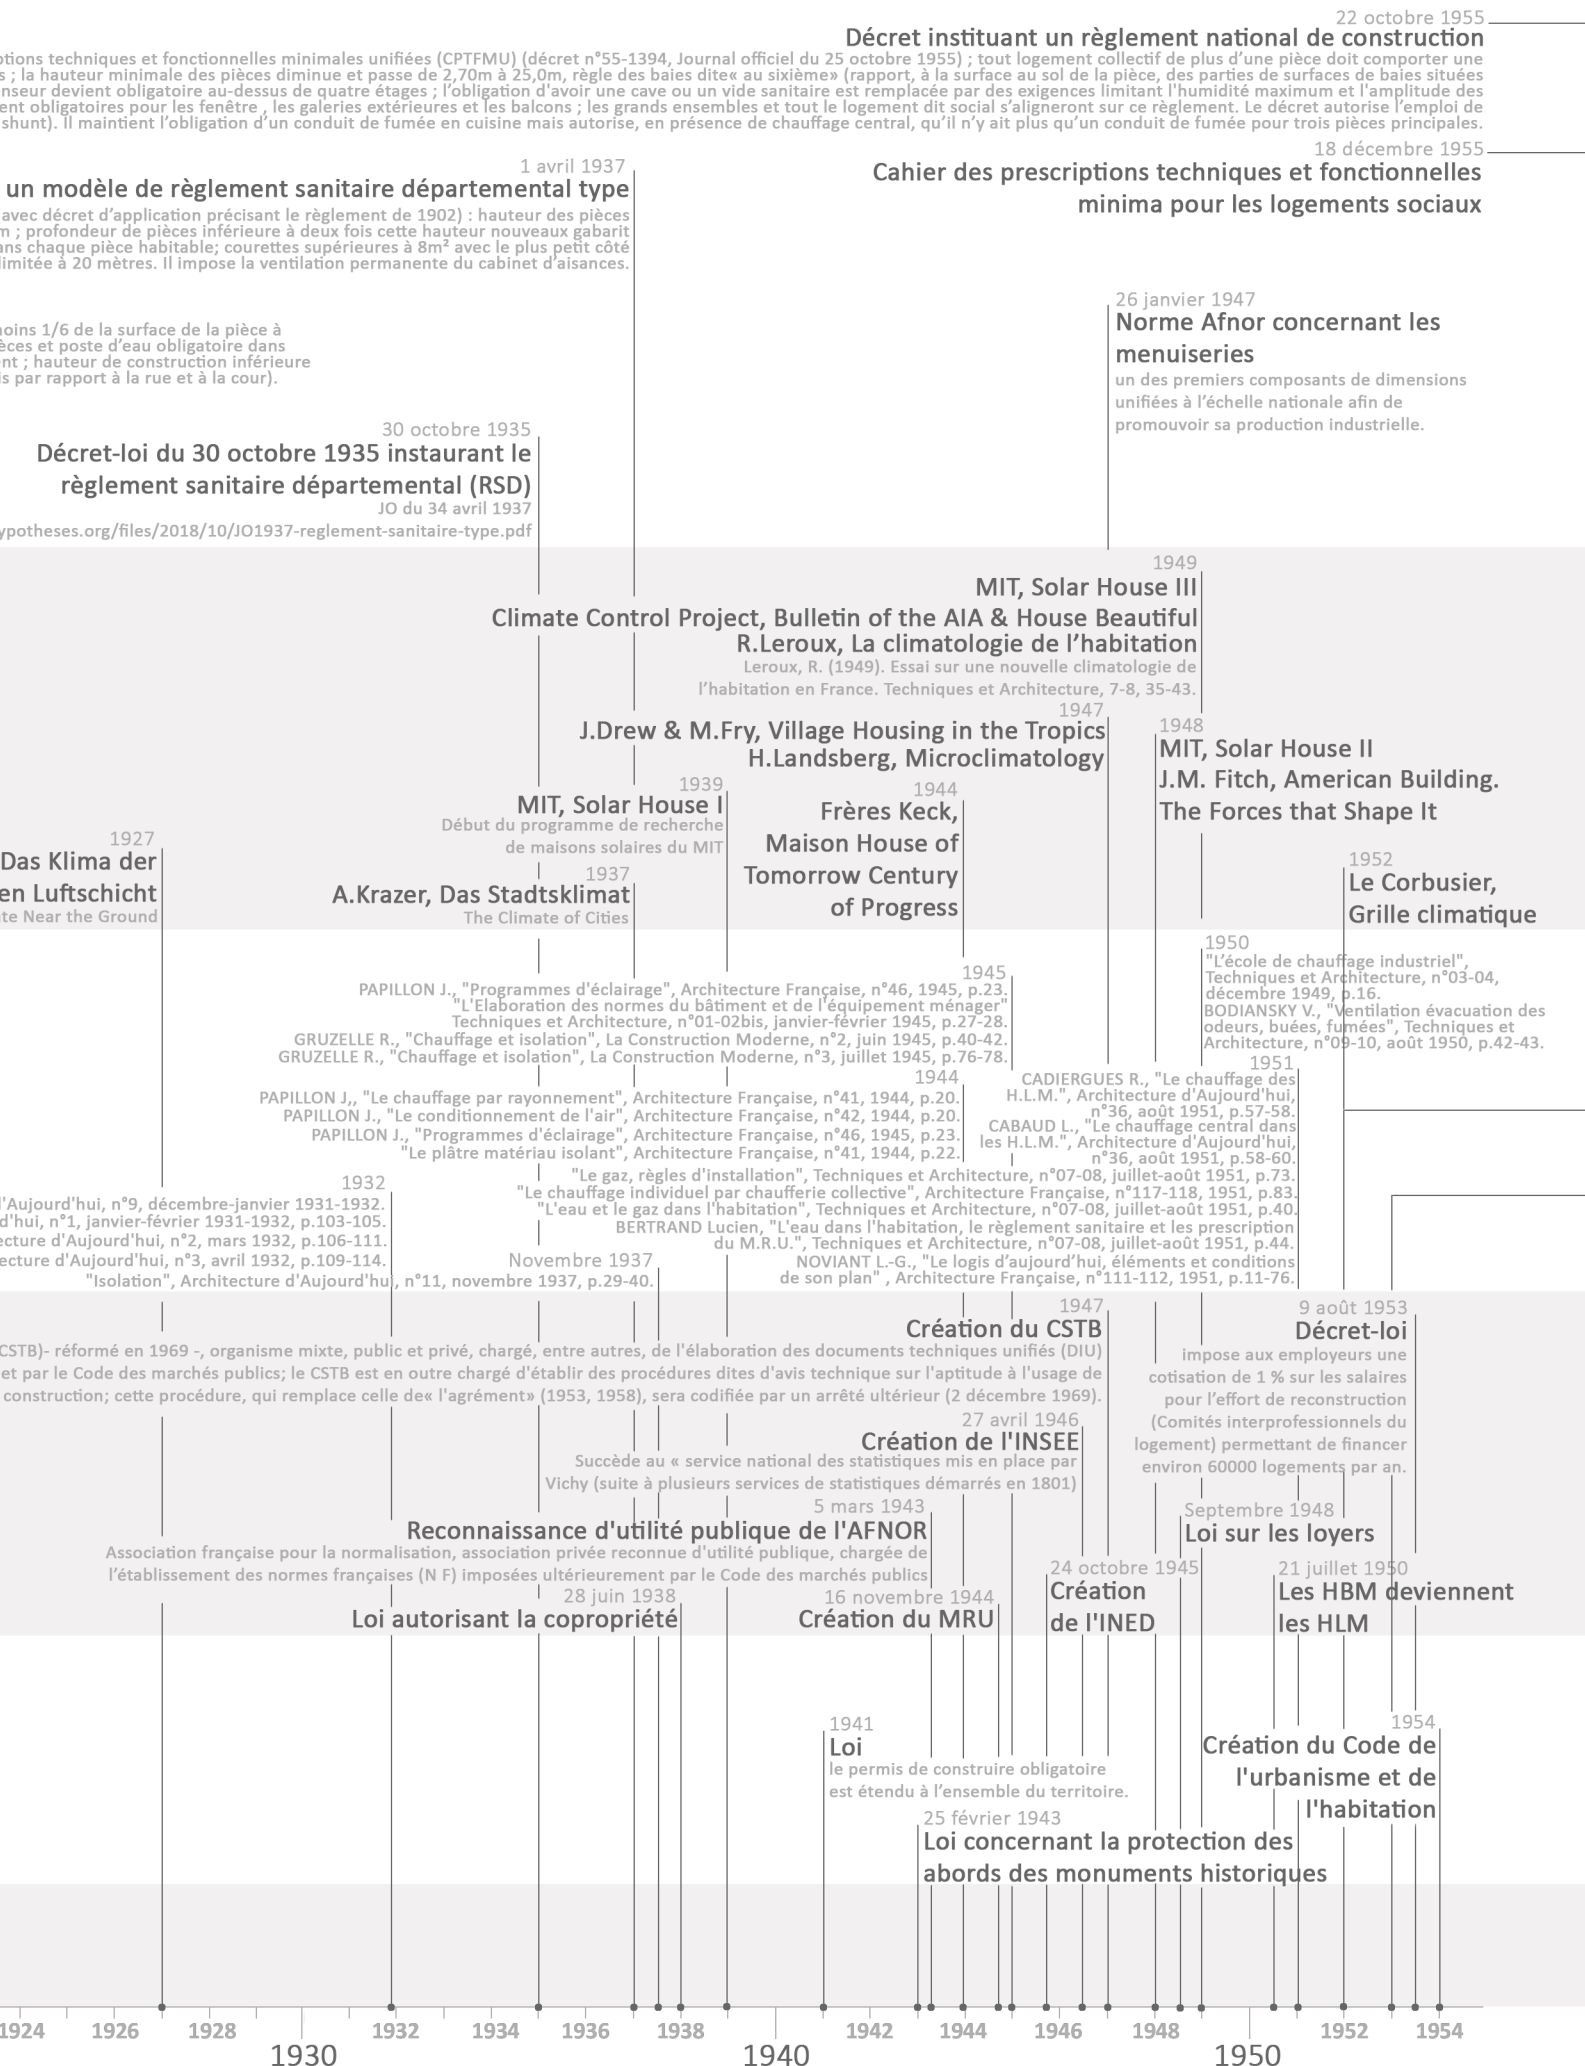 22 octobre 1955
Décret instituant un règlement national de construction
ptions techniques et fonctionnelles minimales unifiées (CPTFMU) (décret n°55-1394, Journal officiel du 25 octobre 1955) ; tout logement collectif de plus d'une pièce doit comporter une
s ; la hauteur minimale des pièces diminue et passe de 2,70m à 25,0m, règle des baies dite« au sixième» (rapport, à la surface au sol de la pièce, des parties de surfaces de baies situées
enseur devient obligatoire au-dessus de quatre étages ; l'obligation d'avoir une cave ou un vide sanitaire est remplacée par des exigences limitant l'humidité maximum et l'amplitude des
ent obligatoires pour les fenêtre , les galeries extérieures et les balcons ; les grands ensembles et tout le logement dit social s'aligneront sur ce règlement. Le décret autorise l'emploi de
shunt). Il maintient l'obligation d'un conduit de fumée en cuisine mais autorise, en présence de chauffage central, qu'il n'y ait plus qu'un conduit de fumée pour trois pièces principales.
18 décembre 1955
Cahier des prescriptions techniques et fonctionnelles
minima pour les logements sociaux
1 avril 1937
un modèle de règlement sanitaire départemental type
avec décret d'application précisant le règlement de 1902) : hauteur des pièces
m ; profondeur de pièces inférieure à deux fois cette hauteur nouveaux gabarit
ans chaque pièce habitable; courettes supérieures à 8m² avec le plus petit côté
limitée à 20 mètres. Il impose la ventilation permanente du cabinet d'aisances.
26 janvier 1947
Norme Afnor concernant les
menuiseries
un des premiers composants de dimensions
unifiées à l'échelle nationale afin de
promouvoir sa production industrielle.
noins 1/6 de la surface de la pièce à
èces et poste d'eau obligatoire dans
ent ; hauteur de construction inférieure
is par rapport à la rue et à la cour).
30 octobre 1935
Décret-loi du 30 octobre 1935 instaurant le
règlement sanitaire départemental (RSD)
JO du 34 avril 1937
ypotheses.org/files/2018/10/JO1937-reglement-sanitaire-type.pdf
1949
MIT, Solar House III
Climate Control Project, Bulletin of the AIA & House Beautiful
R.Leroux, La climatologie de l'habitation
Leroux, R. (1949). Essai sur une nouvelle climatologie de
l'habitation en France. Techniques et Architecture, 7-8, 35-43.
1947
J.Drew & M.Fry, Village Housing in the Tropics
H.Landsberg, Microclimatology
1948
MIT, Solar House II
J.M. Fitch, American Building.
The Forces that Shape It
1939
MIT, Solar House I
Début du programme de recherche
de maisons solaires du MIT
1944
Frères Keck,
Maison House of
Tomorrow Century
of Progress
1927
Das Klima der
en Luftschicht
ate Near the Ground
1937
A.Krazer, Das Stadtsklimat
The Climate of Cities
1952
Le Corbusier,
Grille climatique
1950
"L'école de chauffage industriel",
Techniques et Architecture, n°03-04,
décembre 1949, p.16.
BODIANSKY V., "Ventilation évacuation des
odeurs, buées, fumées", Techniques et
Architecture, n°09-10, août 1950, p.42-43.
1945
PAPILLON J., "Programmes d'éclairage", Architecture Française, n°46, 1945, p.23.
"L'Elaboration des normes du bâtiment et de l'équipement ménager"
Techniques et Architecture, n°01-02bis, janvier-février 1945, p.27-28.
GRUZELLE R., "Chauffage et isolation", La Construction Moderne, n°2, juin 1945, p.40-42.
GRUZELLE R., "Chauffage et isolation", La Construction Moderne, n°3, juillet 1945, p.76-78.
1944
PAPILLON J,, "Le chauffage par rayonnement", Architecture Française, n°41, 1944, p.20.
PAPILLON J., "Le conditionnement de l'air", Architecture Française, n°42, 1944, p.20.
PAPILLON J., "Programmes d'éclairage", Architecture Française, n°46, 1945, p.23.
"Le plâtre matériau isolant", Architecture Française, n°41, 1944, p.22.
1951
CADIERGUES R., "Le chauffage des
H.L.M.", Architecture d'Aujourd'hui,
n°36, août 1951, p.57-58.
CABAUD L., "Le chauffage central dans
les H.L.M.", Architecture d'Aujourd'hui,
n°36, août 1951, p.58-60.
"Le gaz, règles d'installation", Techniques et Architecture, n°07-08, juillet-août 1951, p.73.
"Le chauffage individuel par chaufferie collective", Architecture Française, n°117-118, 1951, p.83.
"L'eau et le gaz dans l'habitation", Techniques et Architecture, n°07-08, juillet-août 1951, p.40.
BERTRAND Lucien, "L'eau dans l'habitation, le règlement sanitaire et les prescription
du M.R.U.", Techniques et Architecture, n°07-08, juillet-août 1951, p.44.
NOVIANT L.-G., "Le logis d'aujourd'hui, éléments et conditions
de son plan" , Architecture Française, n°111-112, 1951, p.11-76.
1932
l'Aujourd'hui, n°9, décembre-janvier 1931-1932.
d'hui, n°1, janvier-février 1931-1932, p.103-105.
ecture d'Aujourd'hui, n°2, mars 1932, p.106-111.
ecture d'Aujourd'hui, n°3, avril 1932, p.109-114.
Novembre 1937
"Isolation", Architecture d'Aujourd'hui, n°11, novembre 1937, p.29-40.
1947
Création du CSTB
CSTB)- réformé en 1969 -, organisme mixte, public et privé, chargé, entre autres, de l'élaboration des documents techniques unifiés (DIU)
et par le Code des marchés publics; le CSTB est en outre chargé d'établir des procédures dites d'avis technique sur l'aptitude à l'usage de
construction; cette procédure, qui remplace celle de« l'agrément» (1953, 1958), sera codifiée par un arrêté ultérieur (2 décembre 1969).
9 août 1953
Décret-loi
impose aux employeurs une
cotisation de 1 % sur les salaires
pour l'effort de reconstruction
(Comités interprofessionnels du
logement) permettant de financer
environ 60000 logements par an.
27 avril 1946
Création de l'INSEE
Succède au « service national des statistiques mis en place par
Vichy (suite à plusieurs services de statistiques démarrés en 1801)
5 mars 1943
Reconnaissance d'utilité publique de l'AFNOR
Association française pour la normalisation, association privée reconnue d'utilité publique, chargée de
l'établissement des normes françaises (N F) imposées ultérieurement par le Code des marchés publics
Septembre 1948
Loi sur les loyers
28 juin 1938
Loi autorisant la copropriété
16 novembre 1944
Création du MRU
24 octobre 1945
Création
de l'INED
21 juillet 1950
Les HBM deviennent
les HLM
1941
Loi
le permis de construire obligatoire
est étendu à l'ensemble du territoire.
1954
Création du Code de
l'urbanisme et de
l'habitation
25 février 1943
Loi concernant la protection des
abords des monuments historiques
1924 1926 1928 1932 1934 1936 1938 1942 1944 1946 1948 1952 1954
1930 1940 1950